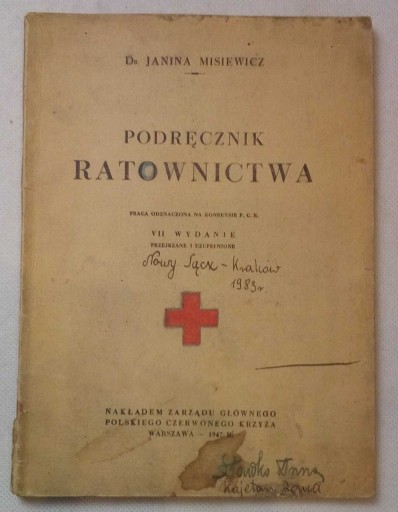 Dr JANINA MISIEWICZ
PODRĘCZNIK
RATOWNICTWA
PRACA ODZNACZONA NA KONKURSIE P. C. K.
VII WYDANIE
PRZEJRZANE I UZUPEŁNIONE
Nowy Sącz - Kraków
1983r
NAKŁADEM ZARZĄDU GŁÓWNEGO
POLSKIEGO CZERWONEGO KRZYŻA
WARSZAWA — 1947 R.